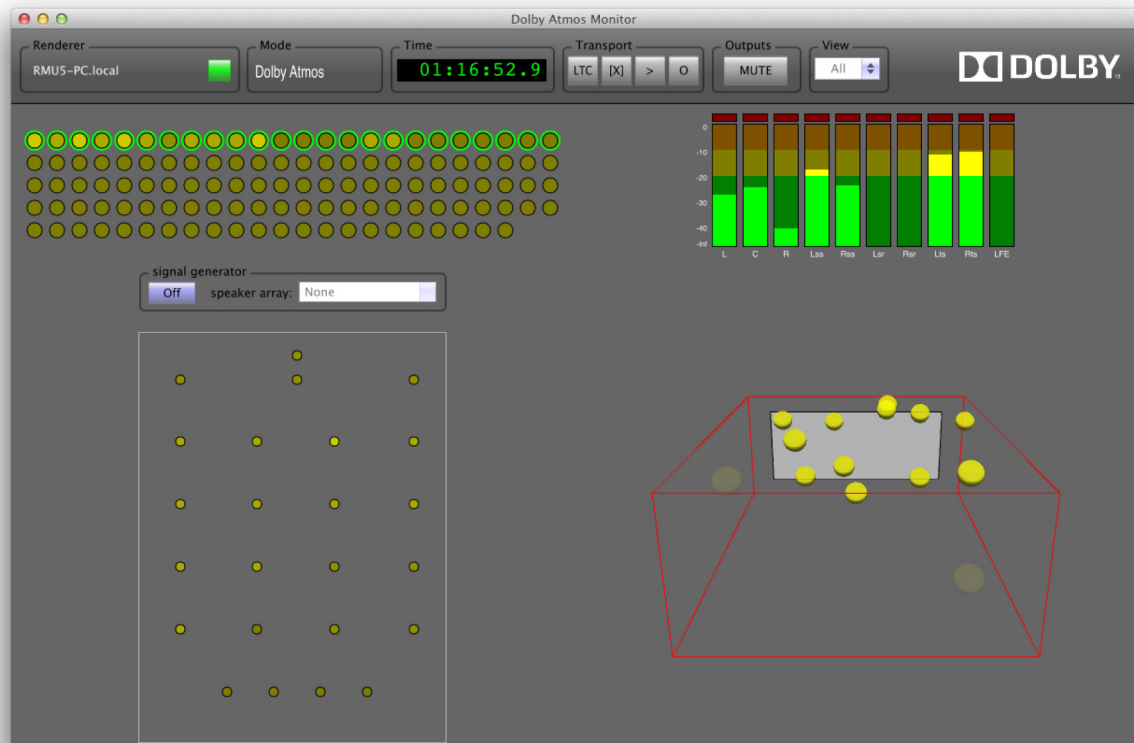 Dolby Atmos Monitor
Renderer
RMU5-PC.local
Mode
Dolby Atmos
Time
01:16:52.9
Transport
LTC [X] > O
Outputs
MUTE
View
All
DOLBY
0
-10
-20
-30
-40
-Inf
L C R Lss Rss Lsr Rsr Lts Rts LFE
signal generator
Off speaker array: None